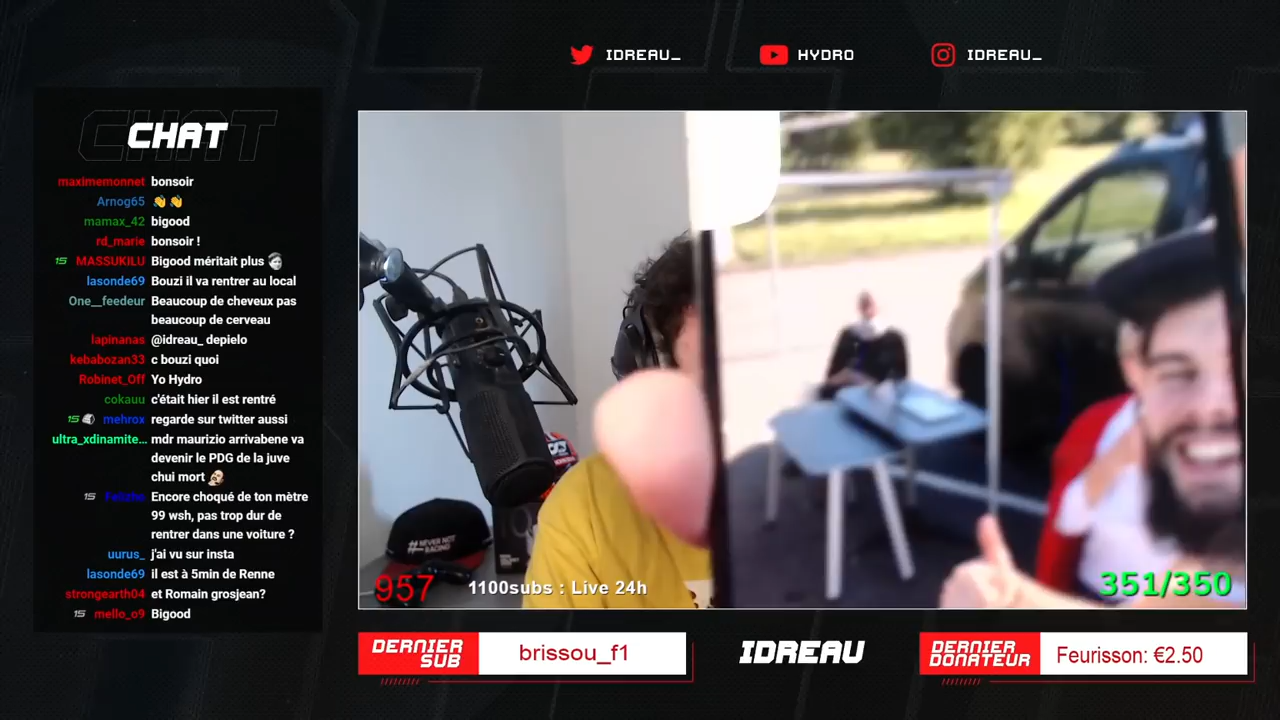 IDREAU_
HYDRO
IDREAU_
CHAT
maximemonnet bonsoir
Arnog65 👏👏
mamax_42 bigood
rd_marie bonsoir !
15 MASSUKILU Bigood méritait plus
lasonde69 Bouzi il va rentrer au local
One__feedeur Beaucoup de cheveux pas
beaucoup de cerveau
lapinanas @idreau_ depielo
kebabozan33 c bouzi quoi
Robinet_Off Yo Hydro
cokauu c'était hier il est rentré
15 mehrox regarde sur twitter aussi
ultra_xdinamite... mdr maurizio arrivabene va
devenir le PDG de la juve
chui mort
15 Encore choqué de ton mètre
99 wsh, pas trop dur de
rentrer dans une voiture ?
uurus_ j'ai vu sur insta
lasonde69 il est à 5min de Renne
strongearth04 et Romain grosjean?
15 mello_o9 Bigood
#NEVER NOT
RACING
957
1100subs : Live 24h
351/350
DERNIER
SUB
brissou_f1
IDREAU
DERNIER
DONATEUR
Feurisson: €2.50